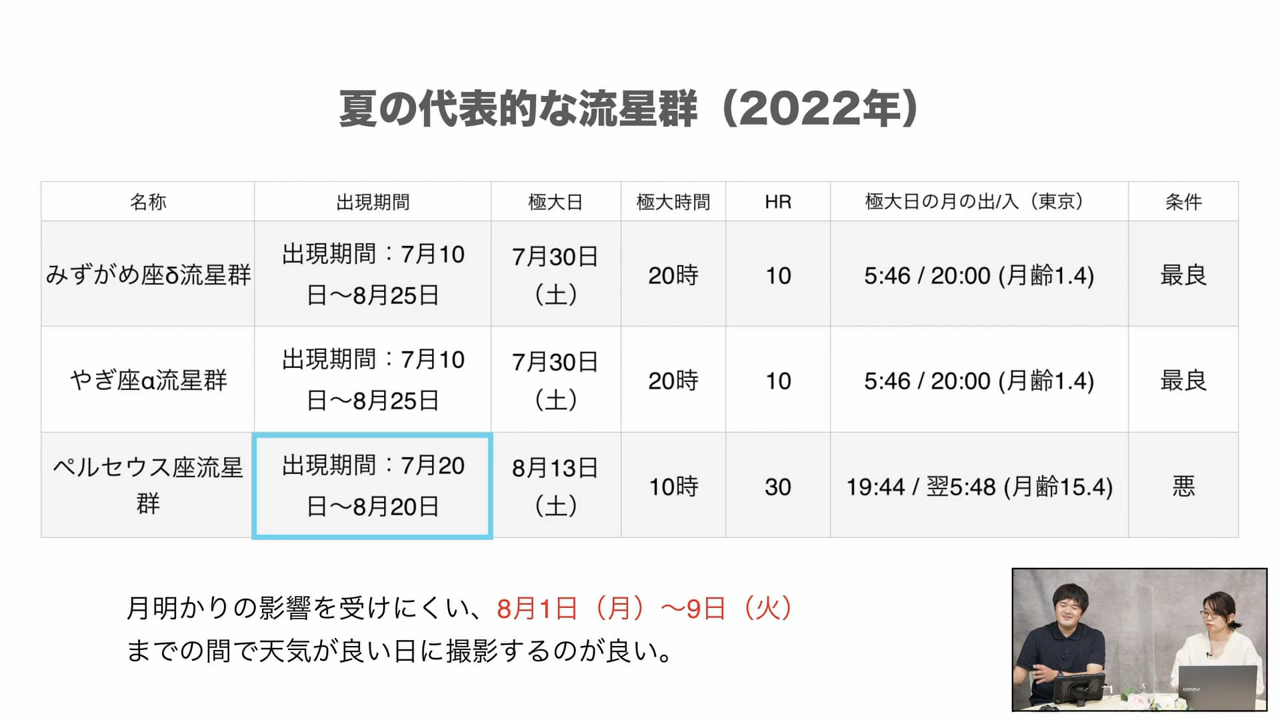 夏の代表的な流星群（2022年）
名称 出現期間 極大日 極大時間 HR 極大日の月の出/入（東京） 条件
みずがめ座δ流星群 出現期間：7月10日〜8月25日 7月30日（土） 20時 10 5:46 / 20:00 (月齢1.4) 最良
やぎ座α流星群 出現期間：7月10日〜8月25日 7月30日（土） 20時 10 5:46 / 20:00 (月齢1.4) 最良
ペルセウス座流星群 出現期間：7月20日〜8月20日 8月13日（土） 10時 30 19:44 / 翌5:48 (月齢15.4) 悪
月明かりの影響を受けにくい、8月1日（月）〜9日（火）
までの間で天気が良い日に撮影するのが良い。